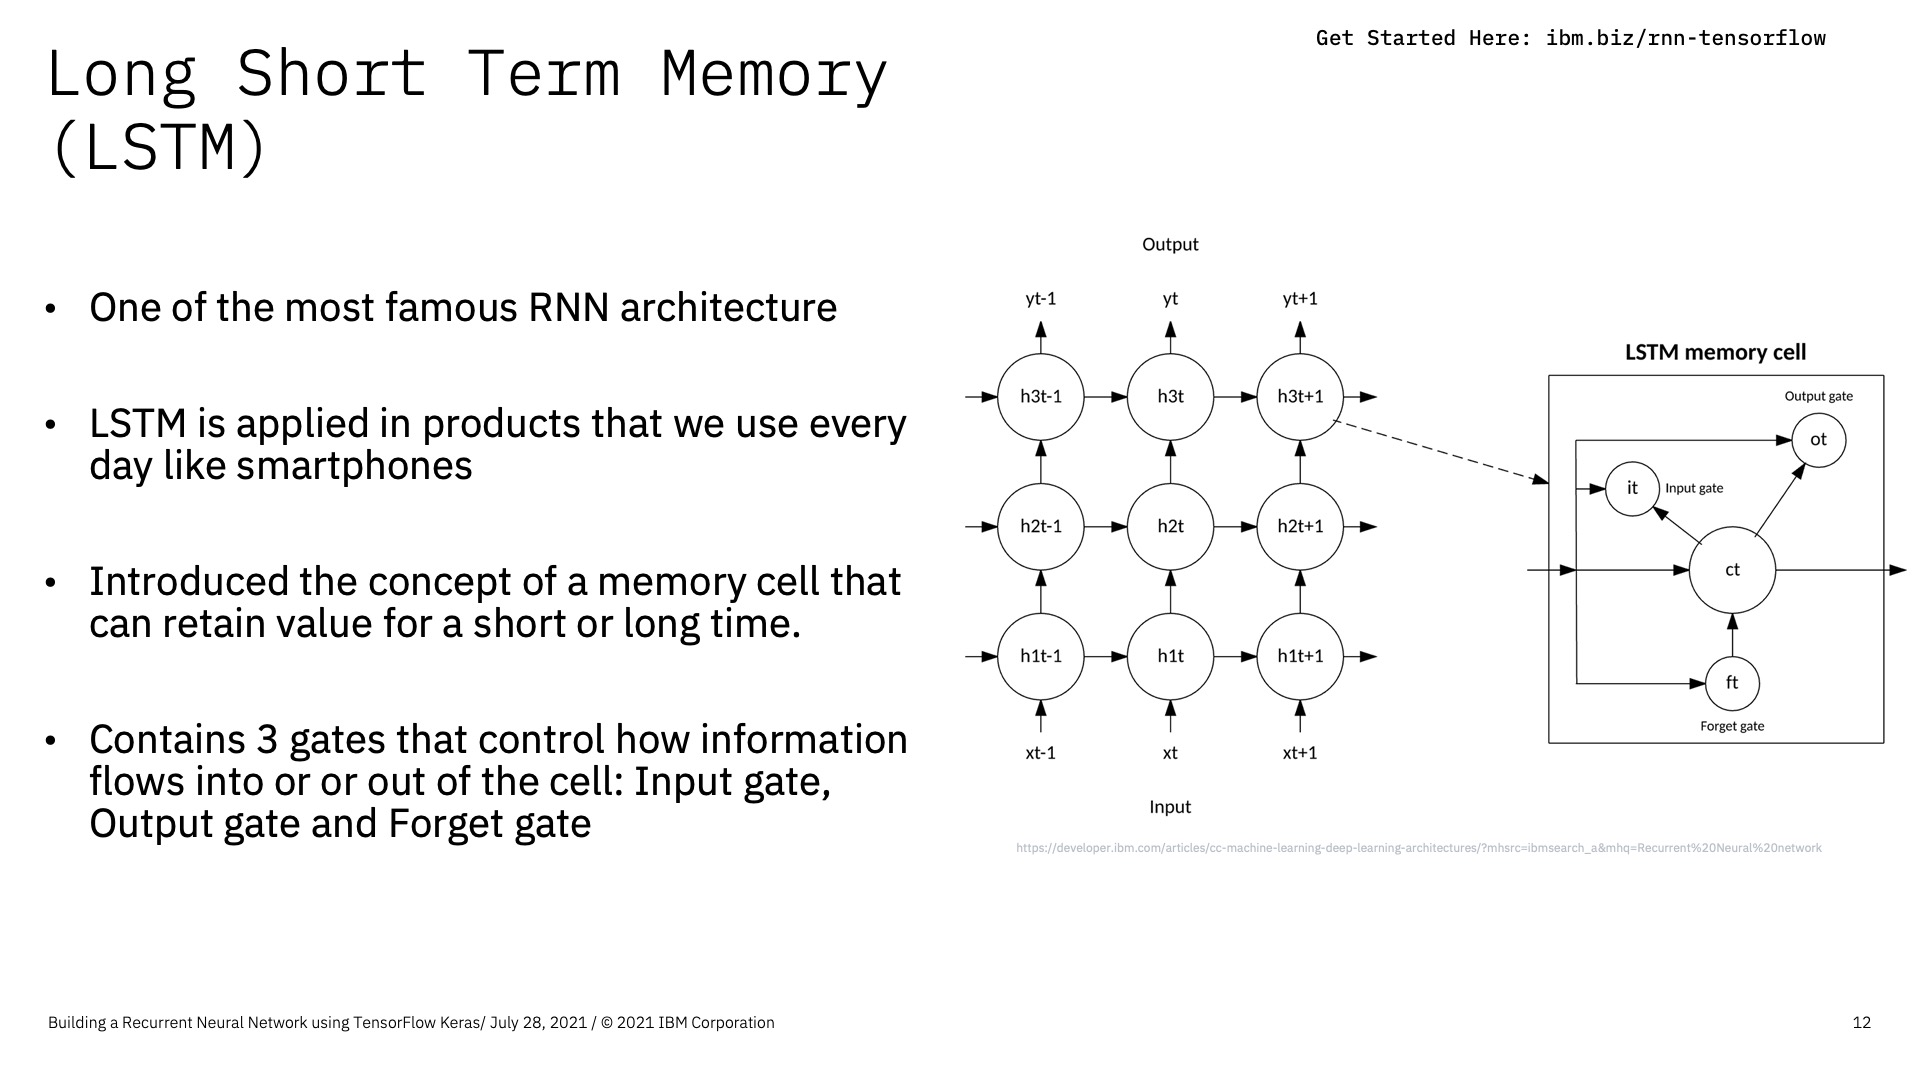 Get Started Here: ibm.biz/rnn-tensorflow
Long Short Term Memory
(LSTM)
• One of the most famous RNN architecture
• LSTM is applied in products that we use every
day like smartphones
• Introduced the concept of a memory cell that
can retain value for a short or long time.
• Contains 3 gates that control how information
flows into or or out of the cell: Input gate,
Output gate and Forget gate
Output
yt-1 yt yt+1
h3t-1 h3t h3t+1
h2t-1 h2t h2t+1
h1t-1 h1t h1t+1
xt-1 xt xt+1
Input
LSTM memory cell
Output gate
ot
it Input gate
ct
ft
Forget gate
https://developer.ibm.com/articles/cc-machine-learning-deep-learning-architectures/?mhsrc=ibmsearch_a&mhq=Recurrent%20Neural%20network
Building a Recurrent Neural Network using TensorFlow Keras/ July 28, 2021 / © 2021 IBM Corporation
12